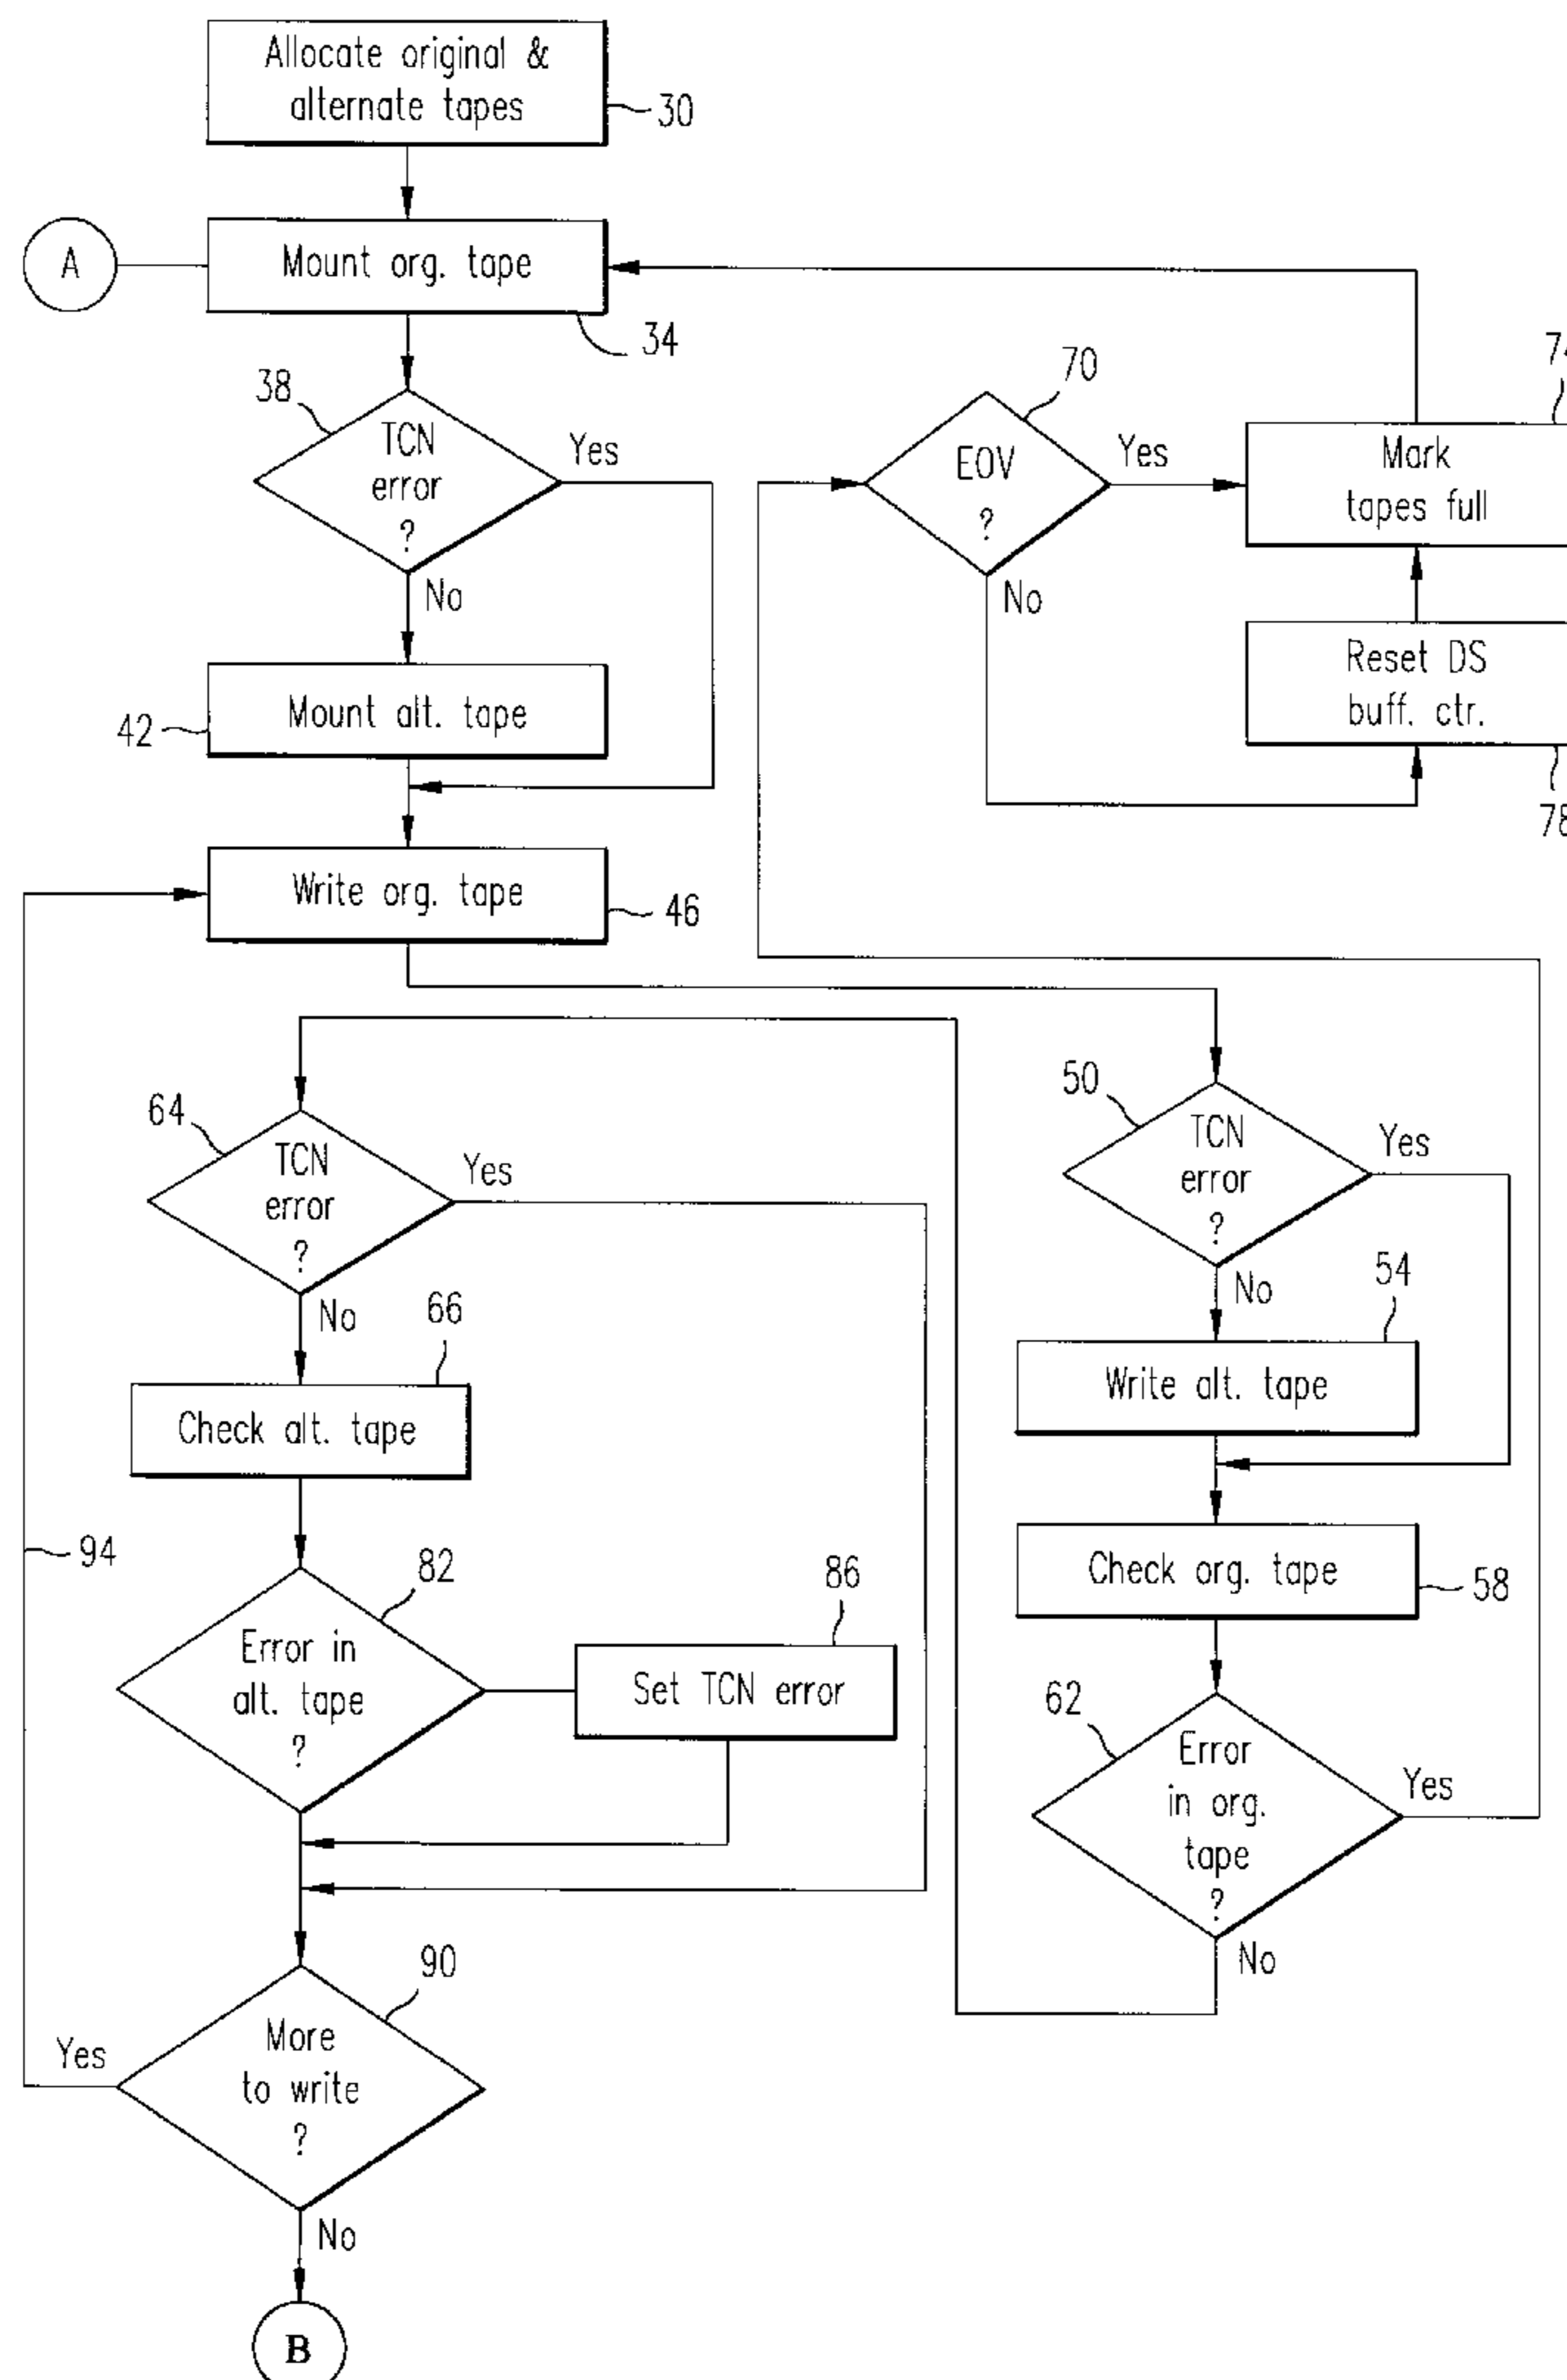 Allocate original &
alternate tapes
30
A
Mount org. tape
34
38
TCN
error
?
Yes
No
42
Mount alt. tape
Write org. tape
46
70
EOV
?
Yes
No
Mark
tapes full
Reset DS
buff. ctr.
78
64
TCN
error
?
Yes
No
66
Check alt. tape
94
82
Error in
alt. tape
?
86
Set TCN error
50
TCN
error
?
Yes
No
54
Write alt. tape
Check org. tape
58
62
Error
in org.
tape
?
Yes
No
90
More
to write
?
Yes
No
B